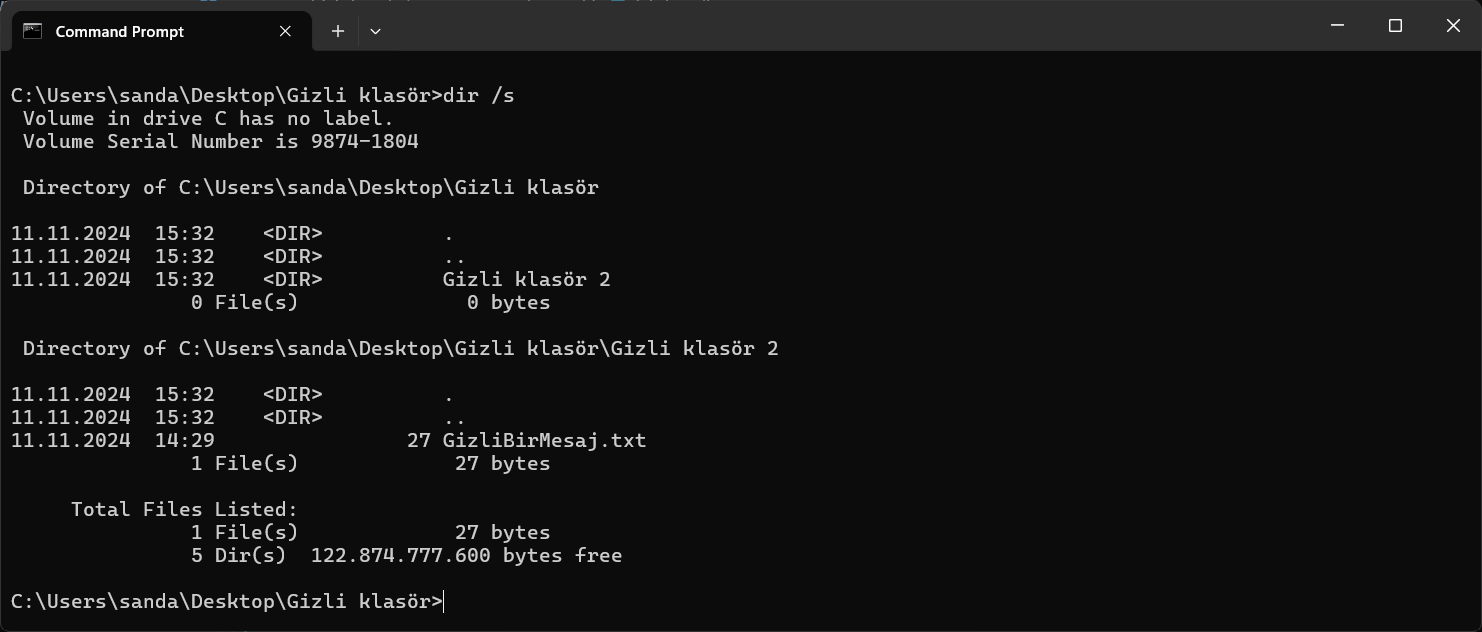 Command Prompt
C:\Users\sanda\Desktop\Gizli klasör>dir /s
 Volume in drive C has no label.
 Volume Serial Number is 9874-1804

 Directory of C:\Users\sanda\Desktop\Gizli klasör

11.11.2024  15:32    <DIR>          .
11.11.2024  15:32    <DIR>          ..
11.11.2024  15:32    <DIR>          Gizli klasör 2
               0 File(s)              0 bytes

 Directory of C:\Users\sanda\Desktop\Gizli klasör\Gizli klasör 2

11.11.2024  15:32    <DIR>          .
11.11.2024  15:32    <DIR>          ..
11.11.2024  14:29                27 GizliBirMesaj.txt
               1 File(s)             27 bytes

     Total Files Listed:
               1 File(s)             27 bytes
               5 Dir(s)  122.874.777.600 bytes free

C:\Users\sanda\Desktop\Gizli klasör>